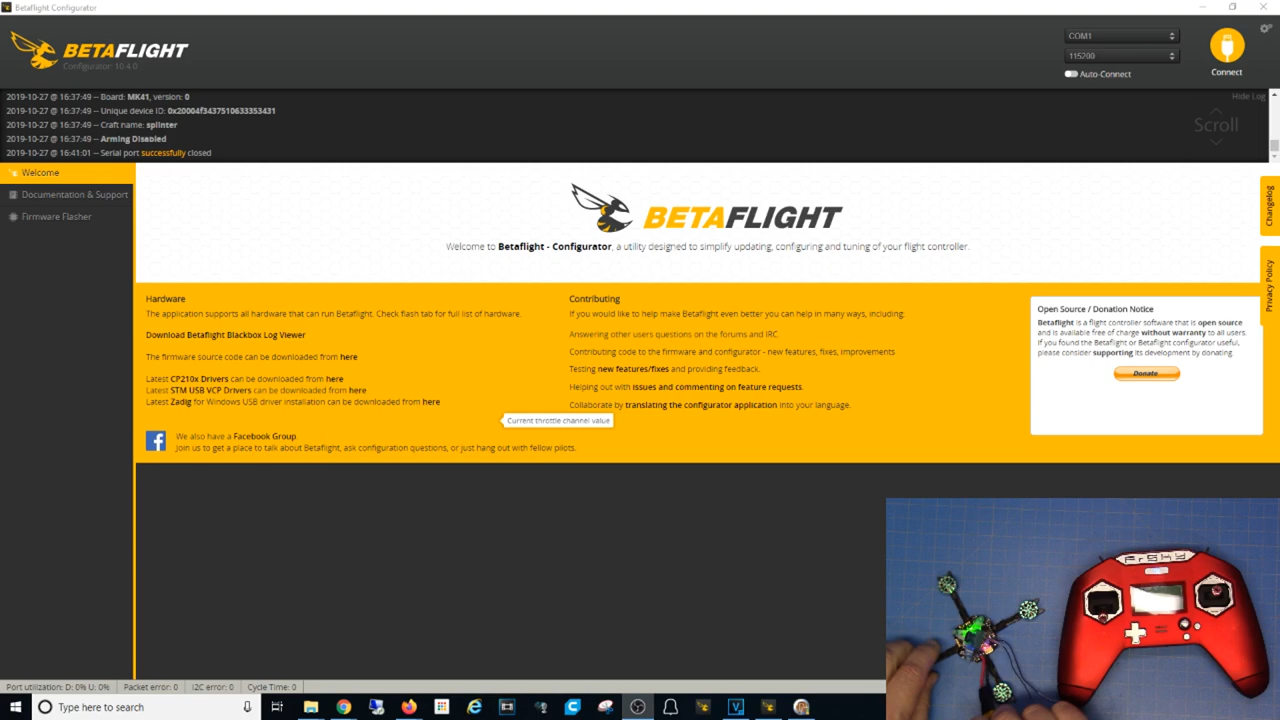 Betaflight Configurator
BETAFLIGHT
Configurator: 10.4.0
COM1
115200
Auto-Connect
Connect
2019-10-27 @ 16:37:49 -- Board: MK41, version: 0
2019-10-27 @ 16:37:49 -- Unique device ID: 0x20004f3437510633353431
2019-10-27 @ 16:37:49 -- Craft name: splinter
2019-10-27 @ 16:37:49 -- Arming Disabled
2019-10-27 @ 16:41:01 -- Serial port successfully closed
Hide Log
Scroll
Welcome
Documentation & Support
Firmware Flasher
BETAFLIGHT
Welcome to Betaflight - Configurator, a utility designed to simplify updating, configuring and tuning of your flight controller.
Changelog
Privacy Policy
Hardware
The application supports all hardware that can run Betaflight. Check flash tab for full list of hardware.
Download Betaflight Blackbox Log Viewer
The firmware source code can be downloaded from here
Latest CP210x Drivers can be downloaded from here
Latest STM USB VCP Drivers can be downloaded from here
Latest Zadig for Windows USB driver installation can be downloaded from here
We also have a Facebook Group
Join us to get a place to talk about Betaflight, ask configuration questions, or just hang out with fellow pilots.
Contributing
If you would like to help make Betaflight even better you can help in many ways, including:
Answering other users questions on the forums and IRC.
Contributing code to the firmware and configurator - new features, fixes, improvements
Testing new features/fixes and providing feedback.
Helping out with issues and commenting on feature requests.
Collaborate by translating the configurator application into your language.
Current throttle channel value
Open Source / Donation Notice
Betaflight is a flight controller software that is open source
and is available free of charge without warranty to all users.
If you found the Betaflight or Betaflight configurator useful,
please consider supporting its development by donating.
Donate
FrSKY
Port utilization: D: 0% U: 0%
Packet error: 0
I2C error: 0
Cycle Time: 0
Type here to search